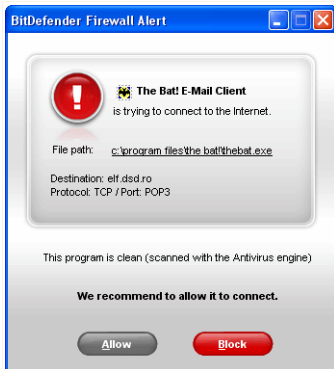 BitDefender Firewall Alert
The Bat! E-Mail Client
is trying to connect to the Internet.
File path: c:\program files\the bat!\thebat.exe
Destination: elf.dsd.ro
Protocol: TCP / Port: POP3
This program is clean (scanned with the Antivirus engine)
We recommend to allow it to connect.
Allow Block